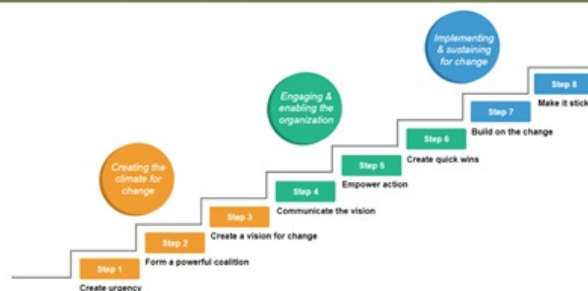 Implementing
& sustaining
for change
Engaging &
enabling the
organization
Creating the
climate for
change
Step 8
Make it stick
Step 7
Build on the change
Step 6
Create quick wins
Step 5
Empower action
Step 4
Communicate the vision
Step 3
Create a vision for change
Step 2
Form a powerful coalition
Step 1
Create urgency